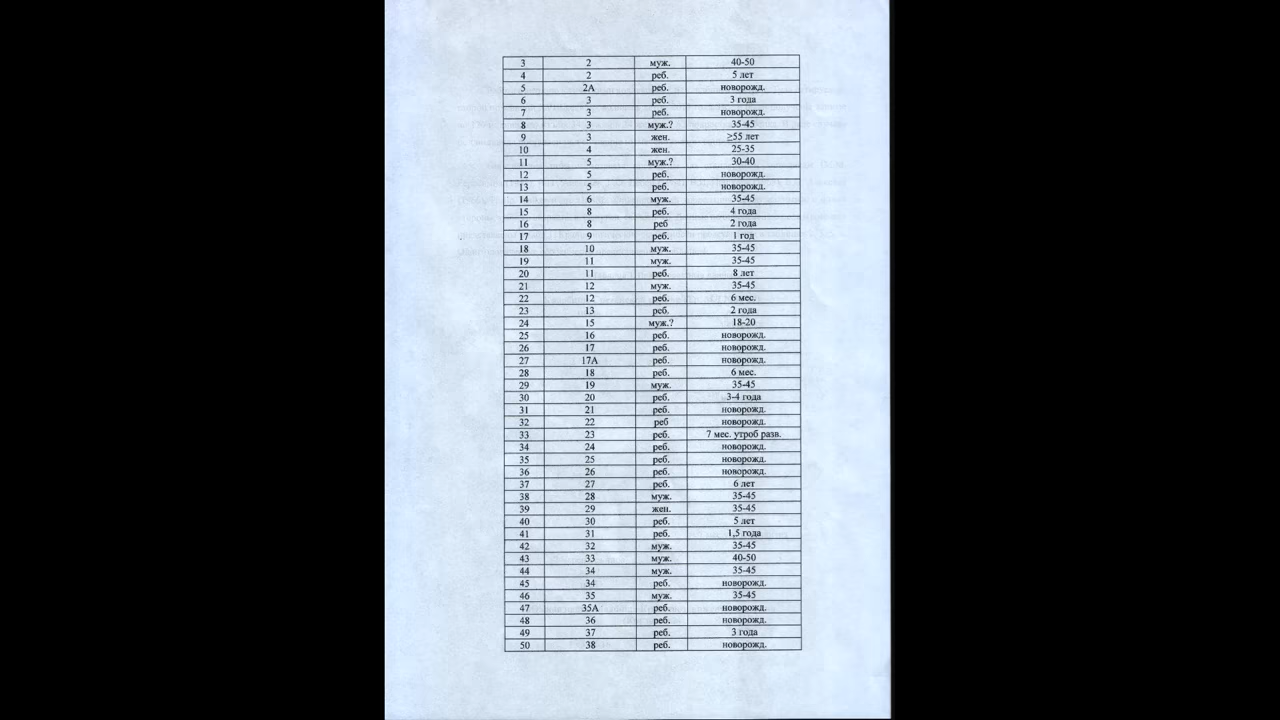 3 2 муж. 40-50
4 2 реб. 5 лет
5 2А реб. новорожд.
6 3 реб. 3 года
7 3 реб. новорожд.
8 3 муж.? 35-45
9 3 жен. ≥55 лет
10 4 жен. 25-35
11 5 муж.? 30-40
12 5 реб. новорожд.
13 5 реб. новорожд.
14 6 муж. 35-45
15 8 реб. 4 года
16 8 реб 2 года
17 9 реб. 1 год
18 10 муж. 35-45
19 11 муж. 35-45
20 11 реб. 8 лет
21 12 муж. 35-45
22 12 реб. 6 мес.
23 13 реб. 2 года
24 15 муж.? 18-20
25 16 реб. новорожд.
26 17 реб. новорожд.
27 17А реб. новорожд.
28 18 реб. 6 мес.
29 19 муж. 35-45
30 20 реб. 3-4 года
31 21 реб. новорожд.
32 22 реб новорожд.
33 23 реб. 7 мес. утроб разв.
34 24 реб. новорожд.
35 25 реб. новорожд.
36 26 реб. новорожд.
37 27 реб. 6 лет
38 28 муж. 35-45
39 29 жен. 35-45
40 30 реб. 5 лет
41 31 реб. 1,5 года
42 32 муж. 35-45
43 33 муж. 40-50
44 34 муж. 35-45
45 34 реб. новорожд.
46 35 муж. 35-45
47 35А реб. новорожд.
48 36 реб. новорожд.
49 37 реб. 3 года
50 38 реб. новорожд.